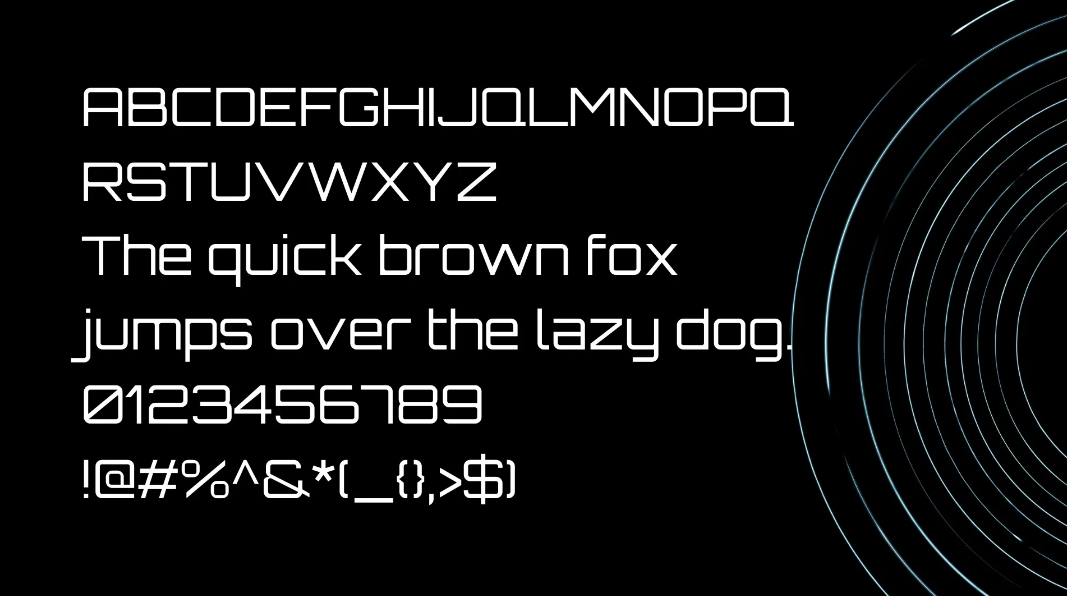 ABCDEFGHIJQLMNOPQ
RSTUVWXYZ
The quick brown fox
jumps over the lazy dog.
0123456789
!@#%^&*(_{},>$)